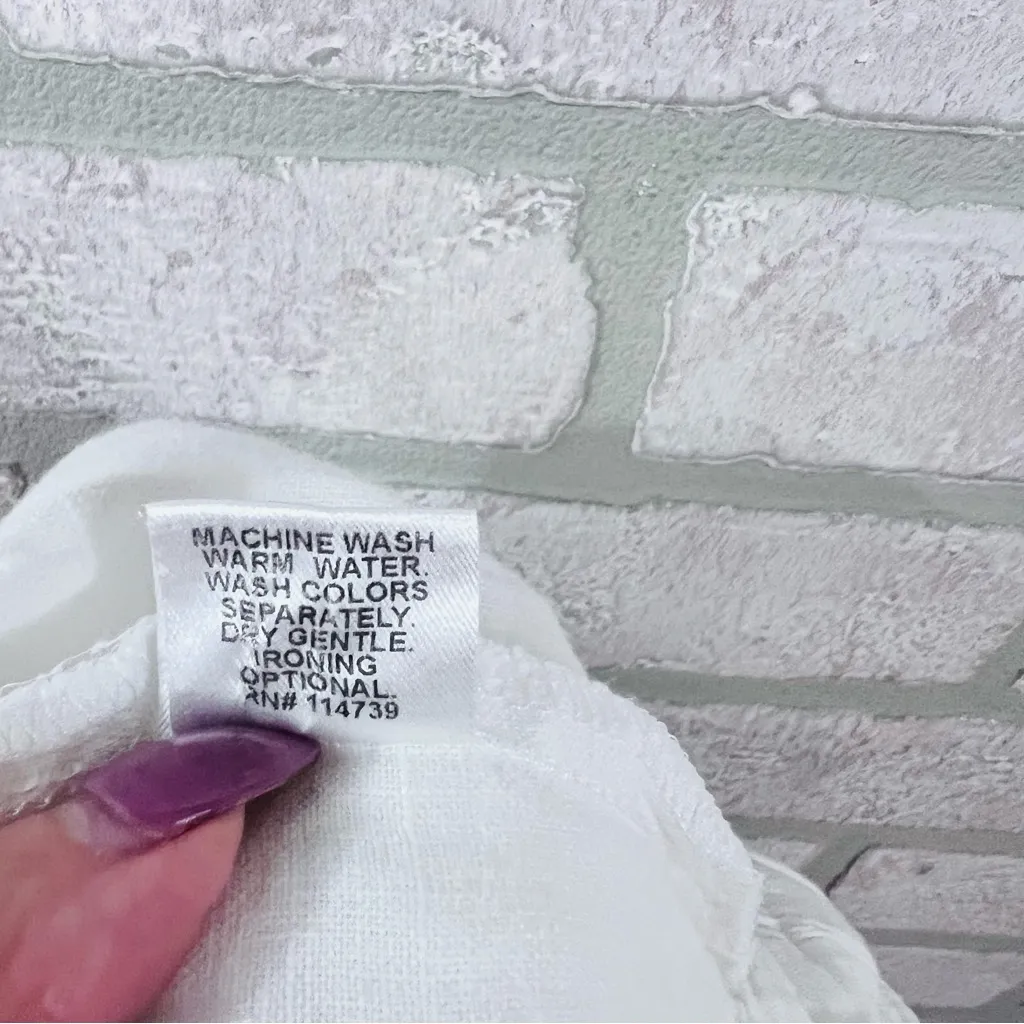 MACHINE WASH
WARM WATER.
WASH COLORS
SEPARATELY.
DRY GENTLE.
IRONING
OPTIONAL.
RN# 114739